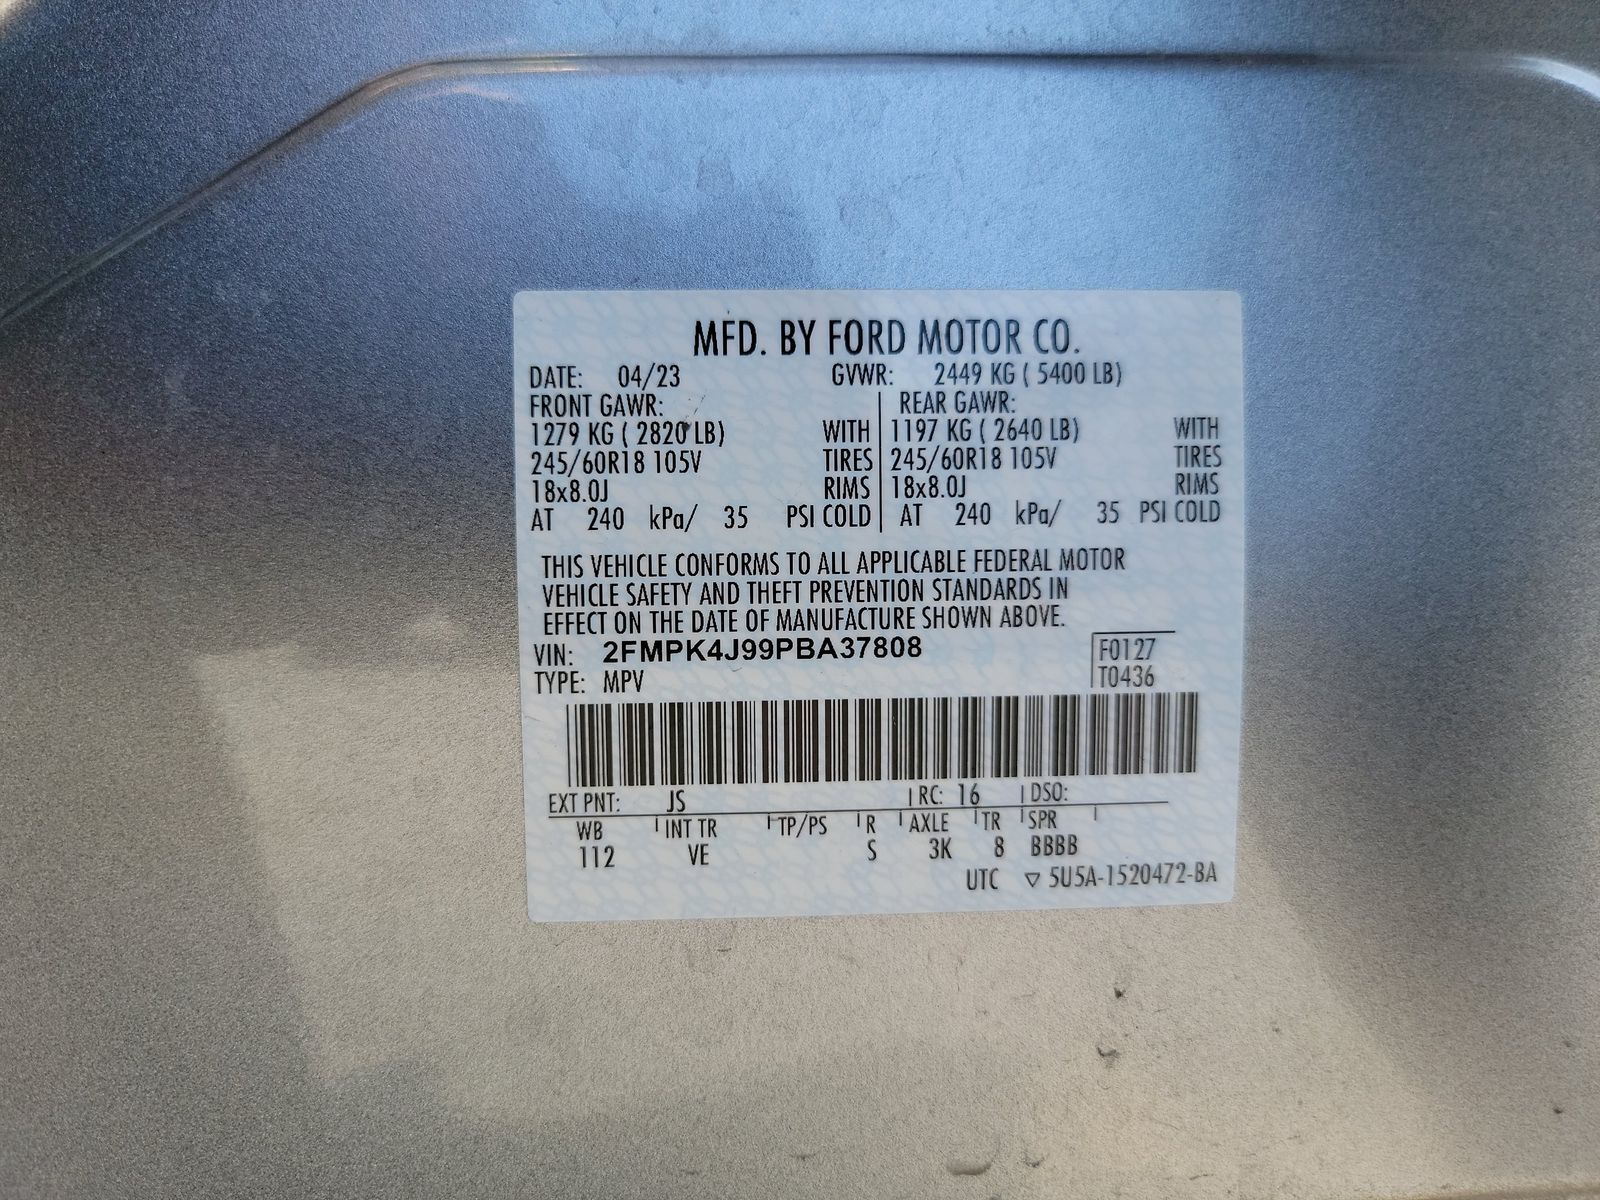 MFD. BY FORD MOTOR CO.
DATE: 04/23 GVWR: 2449 KG ( 5400 LB)
FRONT GAWR: REAR GAWR:
1279 KG ( 2820 LB) WITH 1197 KG ( 2640 LB) WITH
245/60R18 105V TIRES 245/60R18 105V TIRES
18x8.0J RIMS 18x8.0J RIMS
AT 240 kPa/ 35 PSI COLD AT 240 kPa/ 35 PSI COLD
THIS VEHICLE CONFORMS TO ALL APPLICABLE FEDERAL MOTOR
VEHICLE SAFETY AND THEFT PREVENTION STANDARDS IN
EFFECT ON THE DATE OF MANUFACTURE SHOWN ABOVE.
VIN: 2FMPK4J99PBA37808 F0127
TYPE: MPV T0436
EXT PNT: JS RC: 16 DSO:
WB INT TR TP/PS R AXLE TR SPR
112 VE S 3K 8 BBBB
UTC ▽ 5U5A-1520472-BA